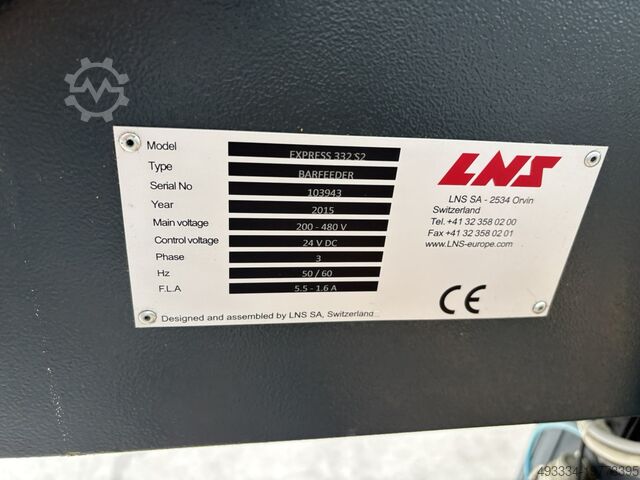 Model EXPRESS 332 S2
Type BARFEEDER
Serial No 103943
Year 2015
Main voltage 200 - 480 V
Control voltage 24 V DC
Phase 3
Hz 50 / 60
F.L.A 5.5 - 1.6 A
Designed and assembled by LNS SA, Switzerland
LNS
LNS SA - 2534 Orvin
Switzerland
Tel. +41 32 358 02 00
Fax +41 32 358 02 01
www.LNS-europe.com
CE